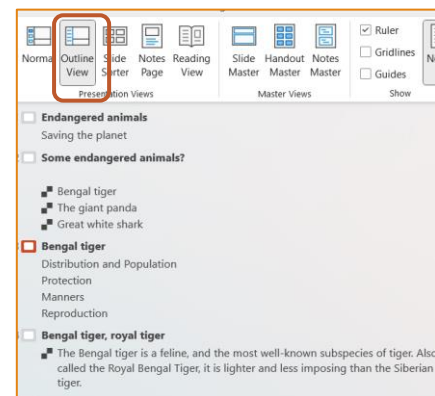 Outline Slide Notes Reading
View Sorter Page View
Presentation Views
Slide Handout Notes
Master Master Master
Master Views
Ruler
Gridlines
Guides
Show
Endangered animals
Saving the planet
Some endangered animals?
Bengal tiger
The giant panda
Great white shark
Bengal tiger
Distribution and Population
Protection
Manners
Reproduction
Bengal tiger, royal tiger
The Bengal tiger is a feline, and the most well-known subspecies of tiger. Also
called the Royal Bengal Tiger, it is lighter and less imposing than the Siberian
tiger.